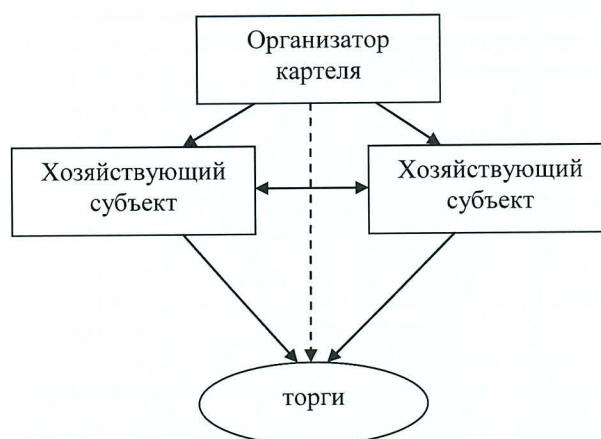 Организатор
картеля
Хозяйствующий
субъект
Хозяйствующий
субъект
торги